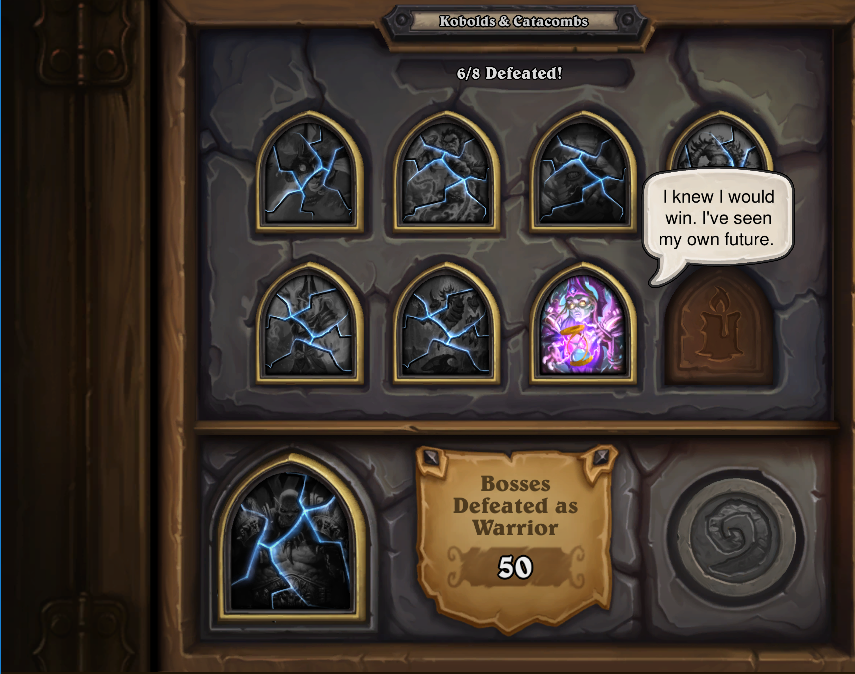 Kobolds & Catacombs
6/8 Defeated!
I knew I would
win. I've seen
my own future.
Bosses
Defeated as
Warrior
50